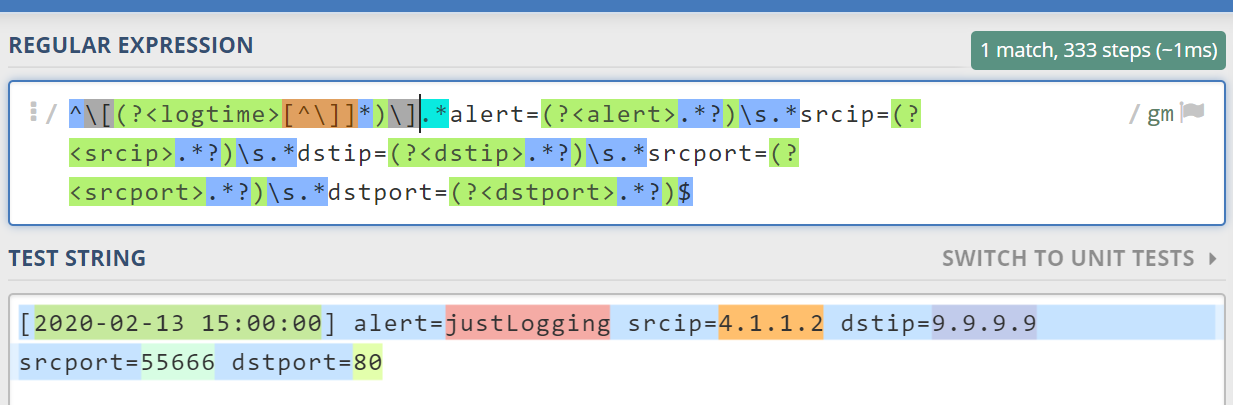 REGULAR EXPRESSION
1 match, 333 steps (~1ms)
/ ^\[(?<logtime>[^\]]*)\].*alert=(?<alert>.*?)\s.*srcip=(?
/ gm
<srcip>.*?)\s.*dstip=(?<dstip>.*?)\s.*srcport=(?
<srcport>.*?)\s.*dstport=(?<dstport>.*?)$
TEST STRING
SWITCH TO UNIT TESTS
[2020-02-13 15:00:00] alert=justLogging srcip=4.1.1.2 dstip=9.9.9.9
srcport=55666 dstport=80